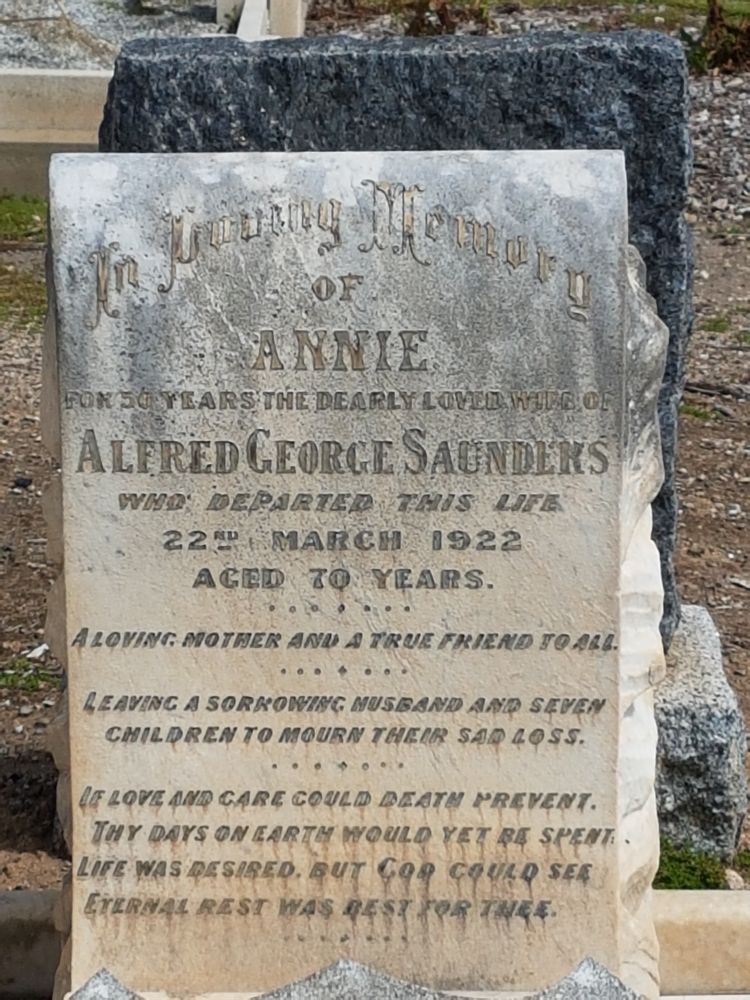 In Loving Memory
OF
ANNIE
FOR 50 YEARS THE DEARLY LOVED WIFE OF
ALFRED GEORGE SAUNDERS
WHO DEPARTED THIS LIFE
22ND MARCH 1922
AGED 70 YEARS.
A LOVING MOTHER AND A TRUE FRIEND TO ALL.
LEAVING A SORROWING HUSBAND AND SEVEN
CHILDREN TO MOURN THEIR SAD LOSS.
IF LOVE AND CARE COULD DEATH PREVENT.
THY DAYS ON EARTH WOULD YET BE SPENT.
LIFE WAS DESIRED, BUT GOD COULD SEE
ETERNAL REST WAS BEST FOR THEE.